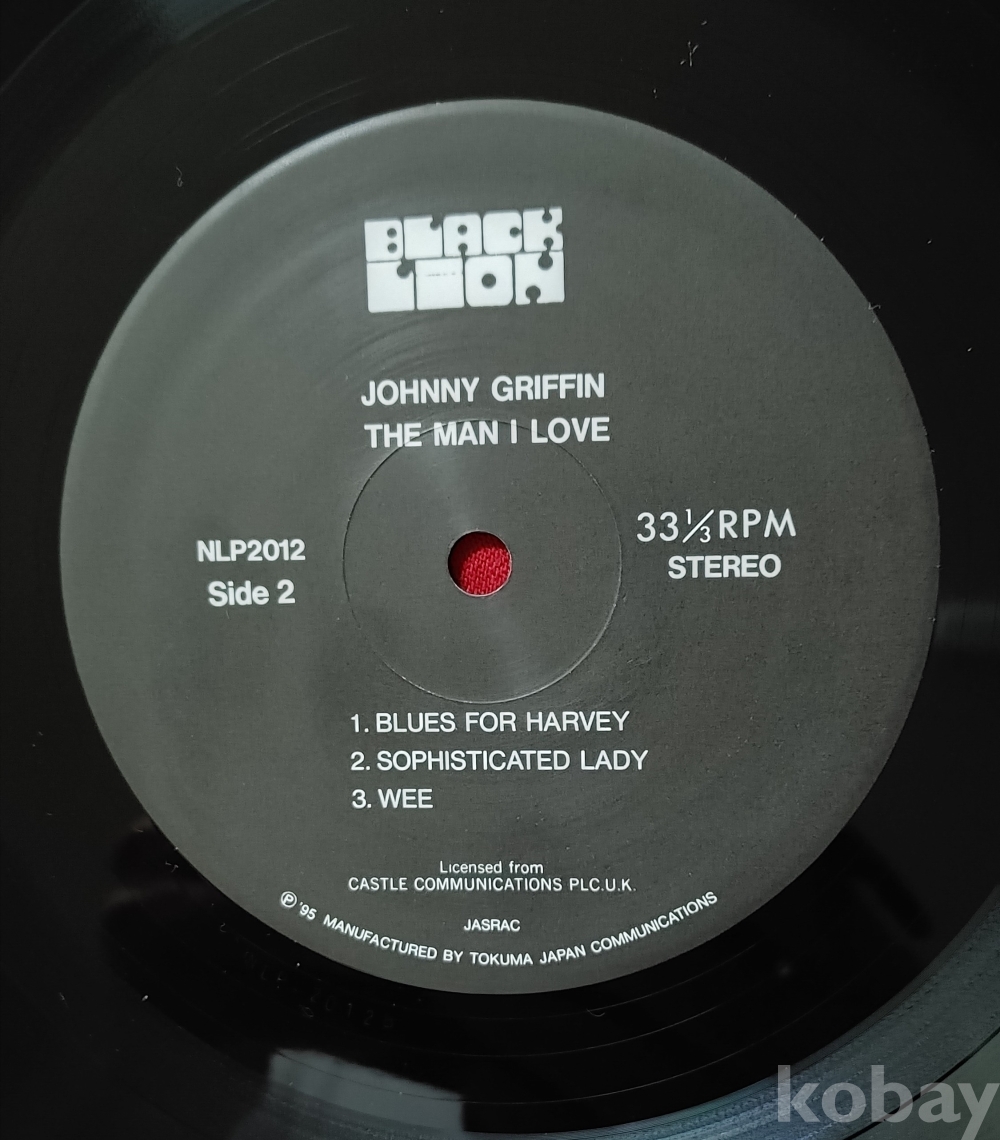 BLACK
LION
JOHNNY GRIFFIN
THE MAN I LOVE
NLP2012
Side 2
33⅓RPM
STEREO
1. BLUES FOR HARVEY
2. SOPHISTICATED LADY
3. WEE
Licensed from
CASTLE COMMUNICATIONS PLC.U.K.
JASRAC
Ⓟ '95 MANUFACTURED BY TOKUMA JAPAN COMMUNICATIONS
kobay